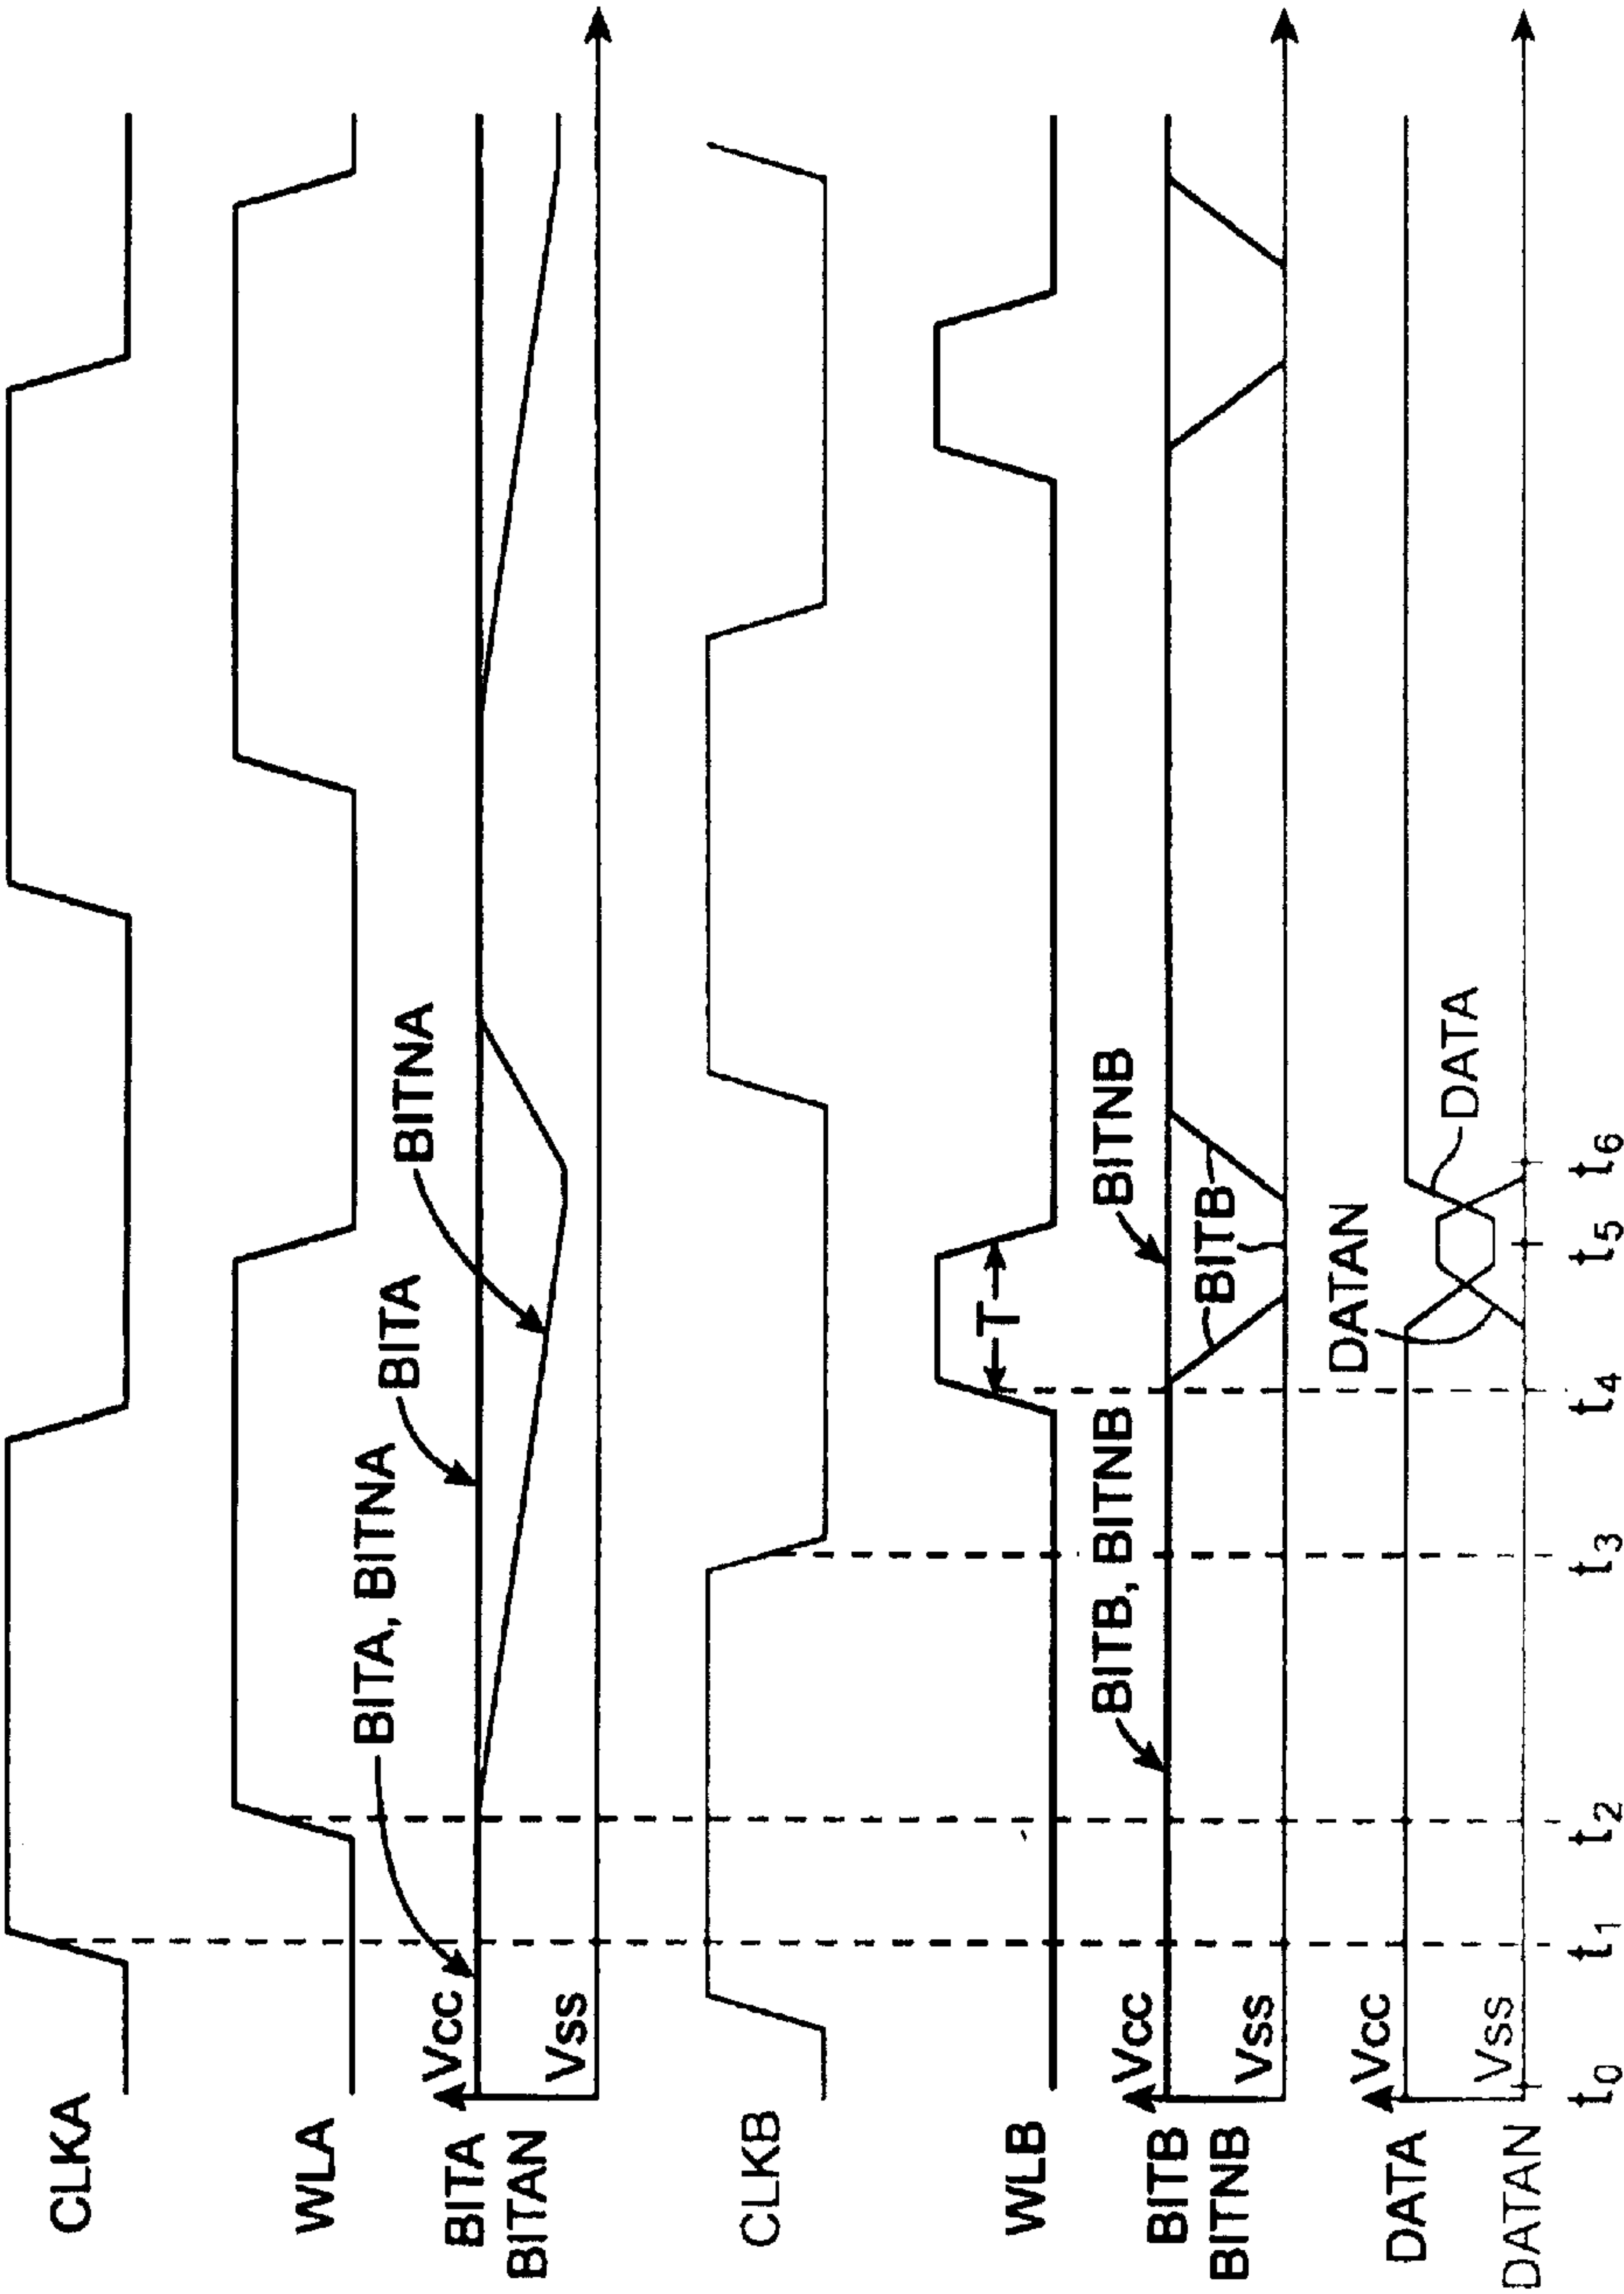 CLKA
WLA
BITA, BITNA
BITA
BITNA
BITA
BITAN
Vcc
Vss
CLKB
WLB
T
BITB, BITNB
BITNB
BITB
BITNB
Vcc
Vss
BITB
DATAN
DATA
DATA
DATAN
Vcc
Vss
t0
t1
t2
t3
t4
t5
t6